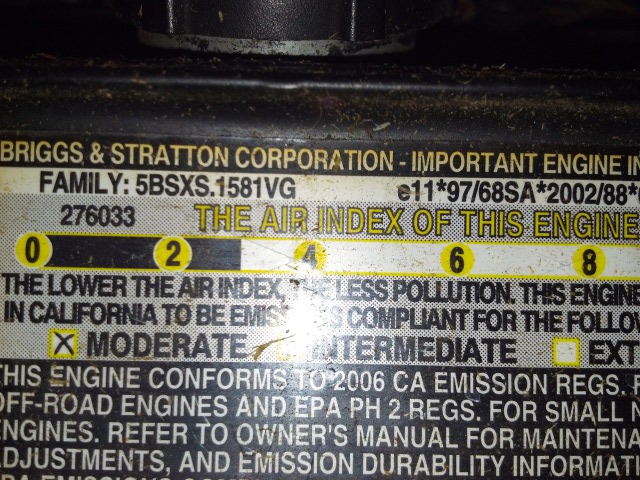 BRIGGS & STRATTON CORPORATION - IMPORTANT ENGINE
FAMILY: 5BSXS.1581VG e11*97/68SA*2002/88*
276033 THE AIR INDEX OF THIS ENGINE
0 2 4 6 8
THE LOWER THE AIR INDEX, THE LESS POLLUTION. THIS ENGINE
IN CALIFORNIA TO BE EMISSIONS COMPLIANT FOR THE
MODERATE INTERMEDIATE EXT
THIS ENGINE CONFORMS TO 2006 CA EMISSION REGS.
OFF-ROAD ENGINES AND EPA PH 2 REGS. FOR SMALL
ENGINES. REFER TO OWNER'S MANUAL FOR MAINTENA
ADJUSTMENTS, AND EMISSION DURABILITY INFORMATI